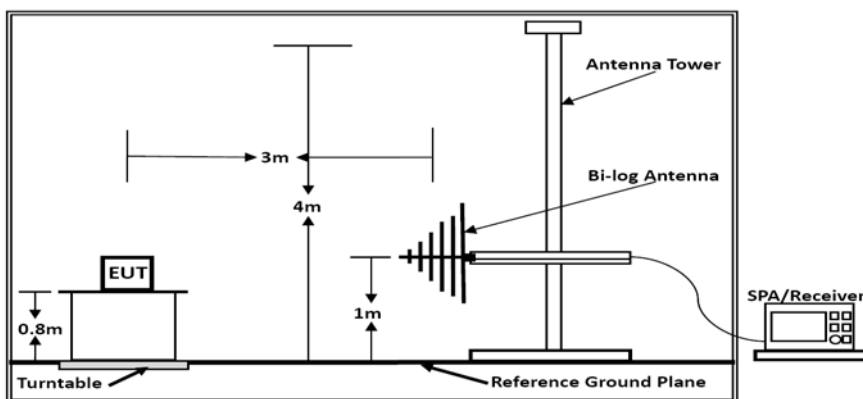 Antenna Tower
3m
Bi-log Antenna
4m
EUT
SPA/Receiver
0.8m
1m
Turntable
Reference Ground Plane